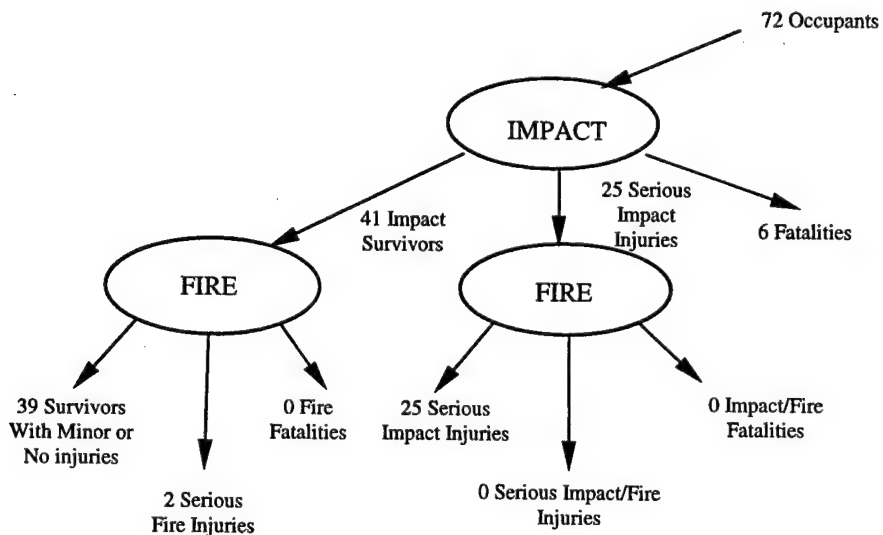 72 Occupants
IMPACT
41 Impact
Survivors
25 Serious
Impact
Injuries
6 Fatalities
FIRE
FIRE
39 Survivors
With Minor or
No injuries
0 Fire
Fatalities
2 Serious
Fire Injuries
25 Serious
Impact Injuries
0 Impact/Fire
Fatalities
0 Serious Impact/Fire
Injuries